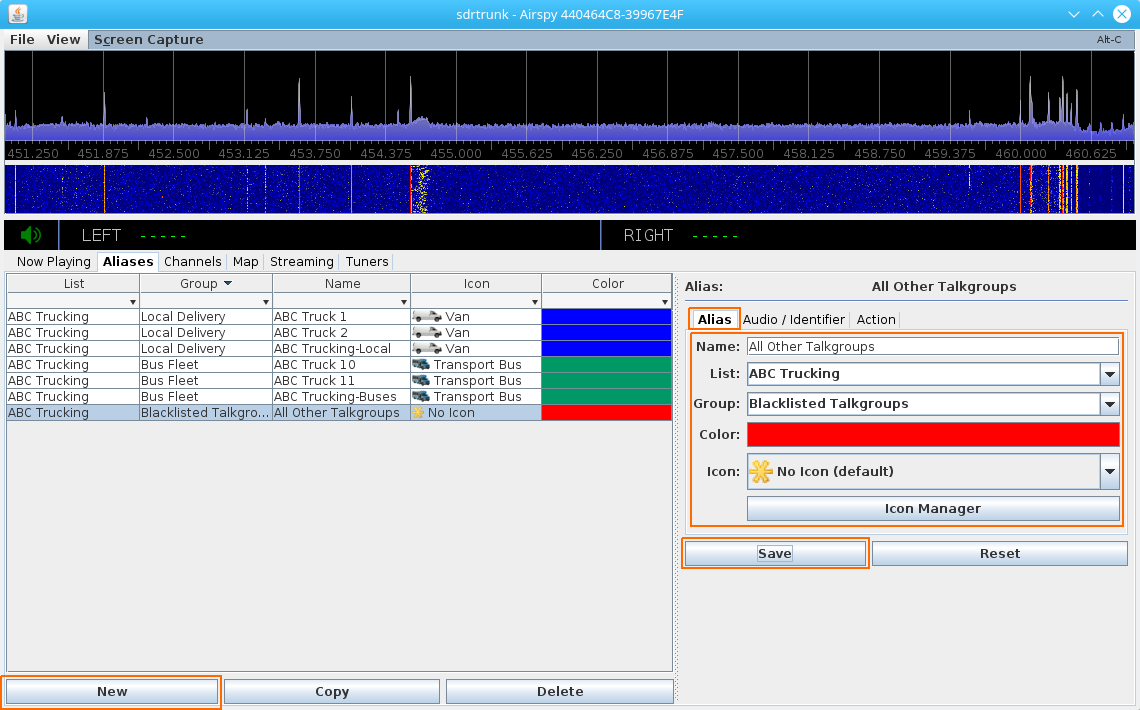 sdrtrunk - Airspy 440464C8-39967E4F
File View Screen Capture Alt-C
451.250 451.875 452.500 453.125 453.750 454.375 455.000 455.625 456.250 456.875 457.500 458.125 458.750 459.375 460.000 460.625
LEFT ----- RIGHT -----
Now Playing Aliases Channels Map Streaming Tuners
List Group Name Icon Color
ABC Trucking Local Delivery ABC Truck 1 Van
ABC Trucking Local Delivery ABC Truck 2 Van
ABC Trucking Local Delivery ABC Trucking-Local Van
ABC Trucking Bus Fleet ABC Truck 10 Transport Bus
ABC Trucking Bus Fleet ABC Truck 11 Transport Bus
ABC Trucking Bus Fleet ABC Trucking-Buses Transport Bus
ABC Trucking Blacklisted Talkgro... All Other Talkgroups No Icon
Alias: All Other Talkgroups
Alias Audio / Identifier Action
Name: All Other Talkgroups
List: ABC Trucking
Group: Blacklisted Talkgroups
Color:
Icon: No Icon (default)
Icon Manager
Save Reset
New Copy Delete